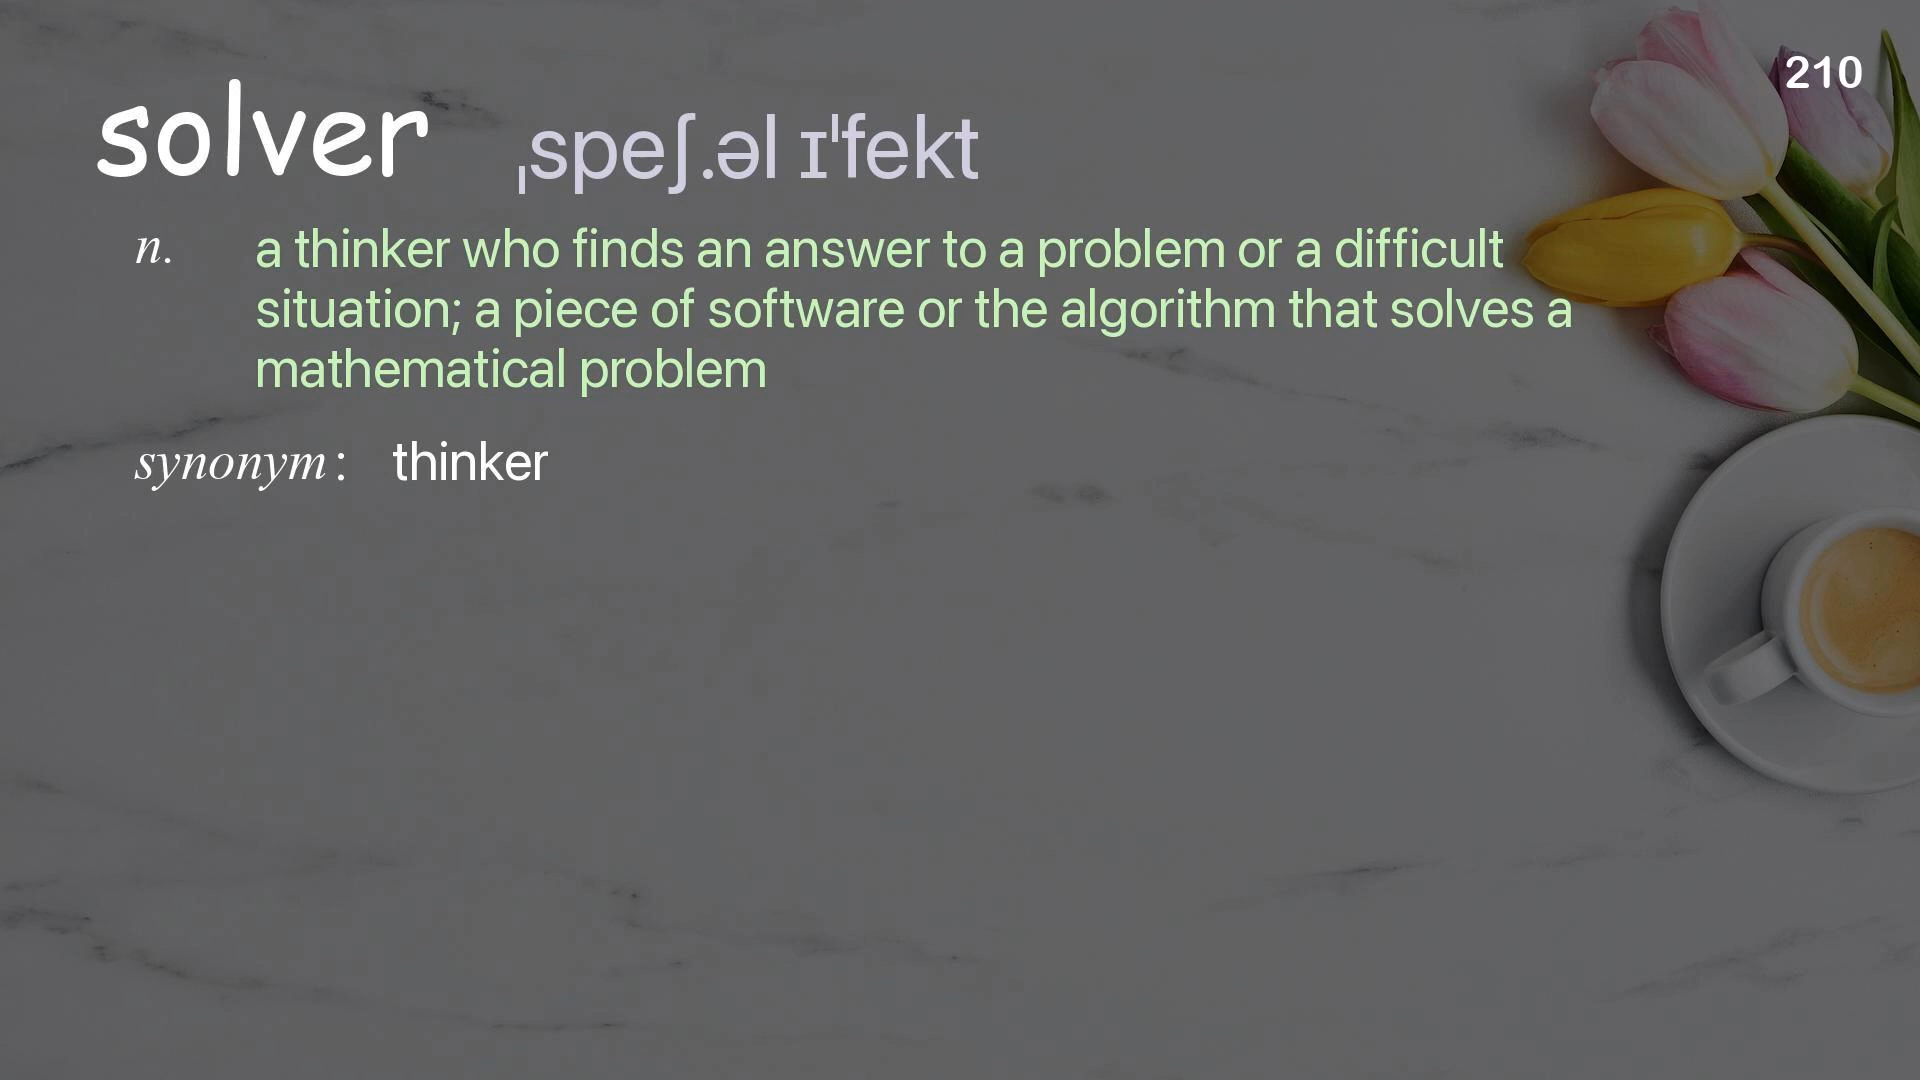 210
solver ˌspeʃ.əl ɪˈfekt
n. a thinker who finds an answer to a problem or a difficult
situation; a piece of software or the algorithm that solves a
mathematical problem
synonym: thinker